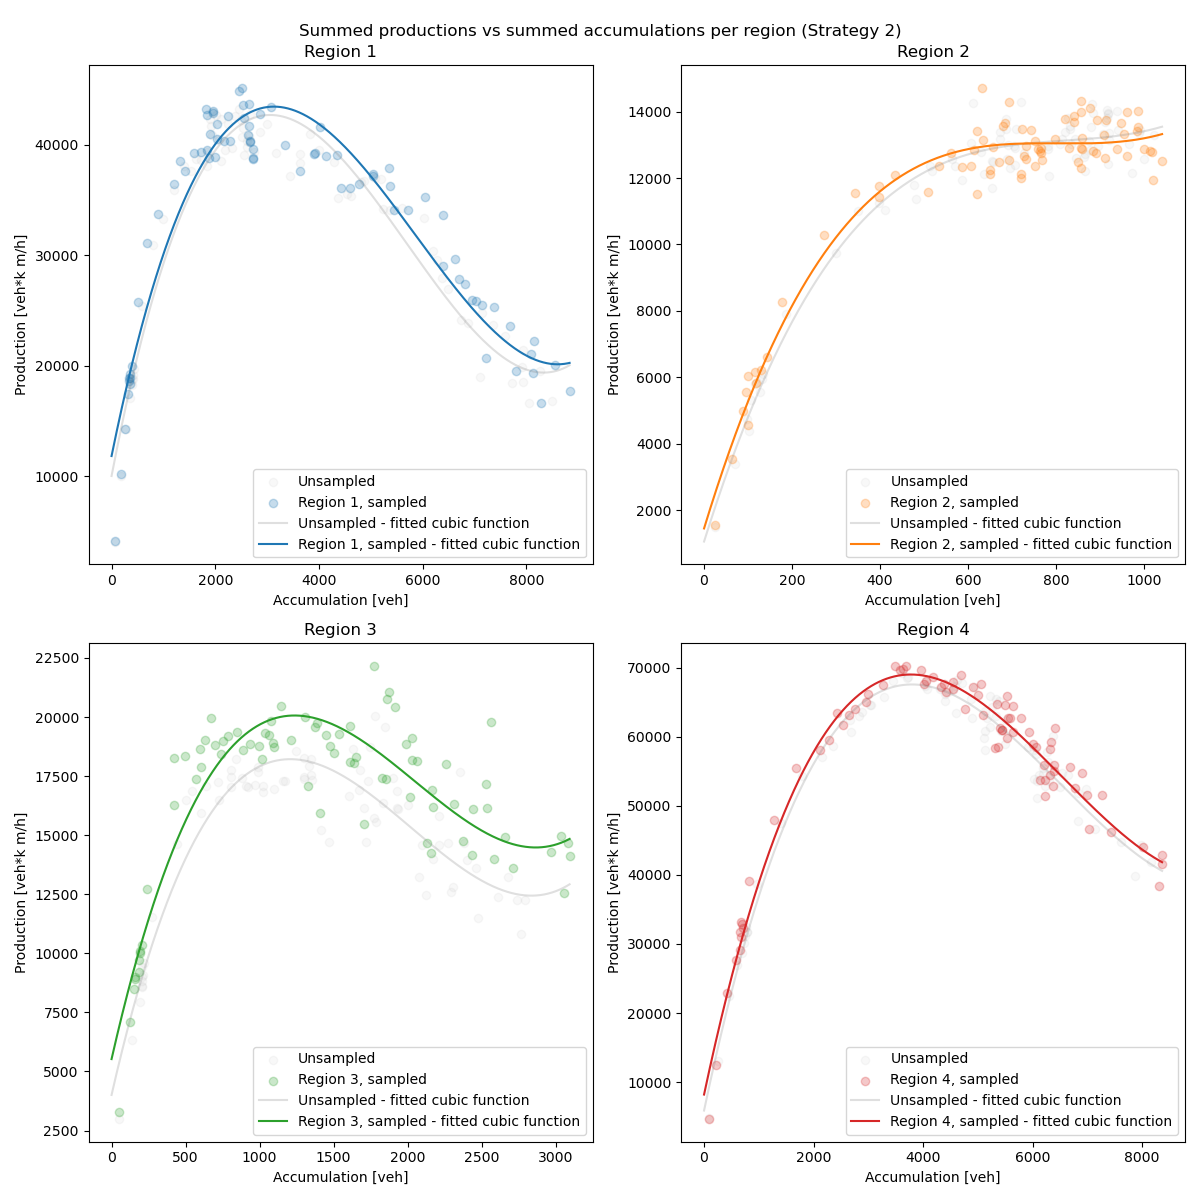 Summed productions vs summed accumulations per region (Strategy 2)
Region 1
Production [veh*k m/h]
40000
30000
20000
10000
0 2000 4000 6000 8000
Accumulation [veh]
Unsampled
Region 1, sampled
Unsampled - fitted cubic function
Region 1, sampled - fitted cubic function
Region 2
Production [veh*k m/h]
14000
12000
10000
8000
6000
4000
2000
0 200 400 600 800 1000
Accumulation [veh]
Unsampled
Region 2, sampled
Unsampled - fitted cubic function
Region 2, sampled - fitted cubic function
Region 3
Production [veh*k m/h]
22500
20000
17500
15000
12500
10000
7500
5000
2500
0 500 1000 1500 2000 2500 3000
Accumulation [veh]
Unsampled
Region 3, sampled
Unsampled - fitted cubic function
Region 3, sampled - fitted cubic function
Region 4
Production [veh*k m/h]
70000
60000
50000
40000
30000
20000
10000
0 2000 4000 6000 8000
Accumulation [veh]
Unsampled
Region 4, sampled
Unsampled - fitted cubic function
Region 4, sampled - fitted cubic function